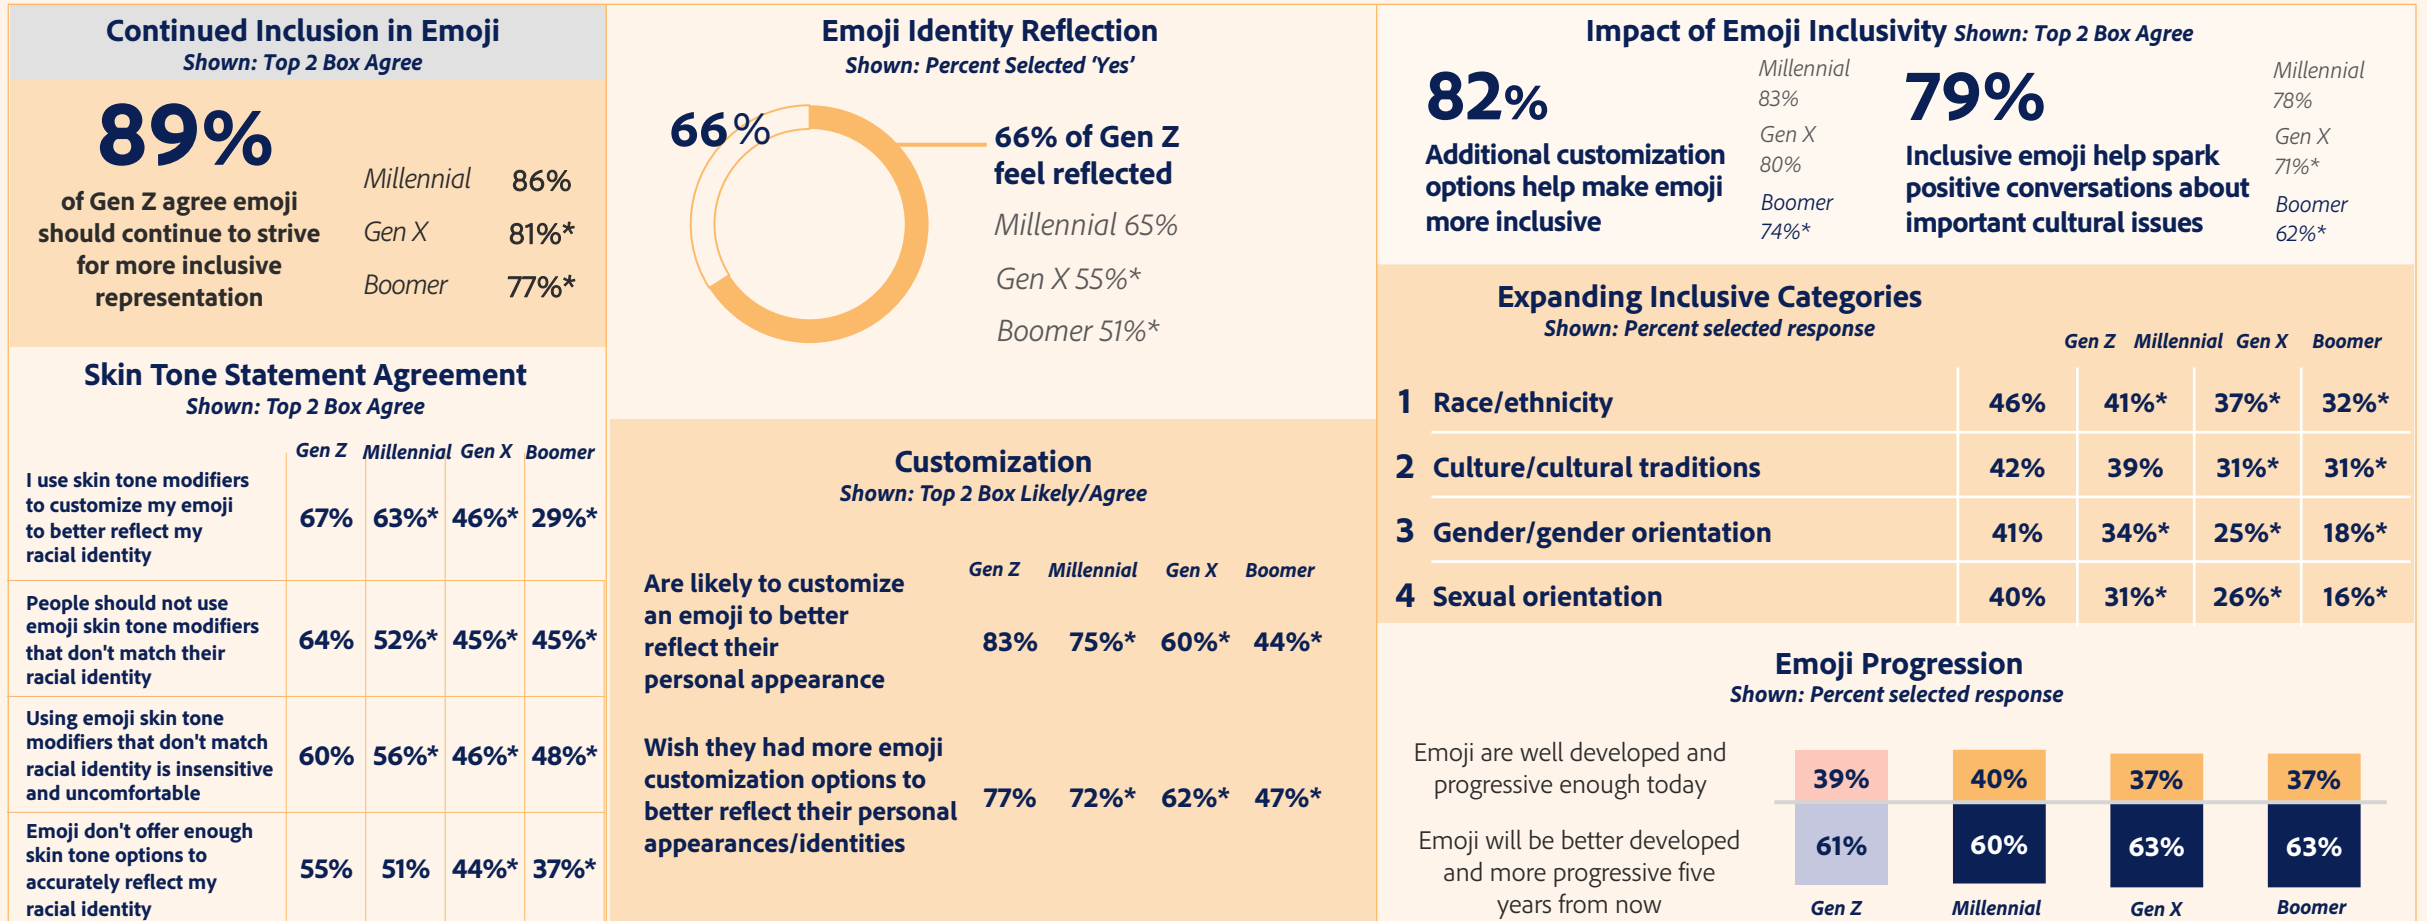 Continued Inclusion in Emoji
Shown: Top 2 Box Agree
89%
of Gen Z agree emoji
should continue to strive
for more inclusive
representation
Millennial 86%
Gen X 81%*
Boomer 77%*
Skin Tone Statement Agreement
Shown: Top 2 Box Agree
Gen Z Millennial Gen X Boomer
I use skin tone modifiers
to customize my emoji
to better reflect my
racial identity
67% 63%* 46%* 29%*
People should not use
emoji skin tone modifiers
that don't match their
racial identity
64% 52%* 45%* 45%*
Using emoji skin tone
modifiers that don't match
racial identity is insensitive
and uncomfortable
60% 56%* 46%* 48%*
Emoji don't offer enough
skin tone options to
accurately reflect my
racial identity
55% 51% 44%* 37%*
Emoji Identity Reflection
Shown: Percent Selected ‘Yes’
66%
66% of Gen Z
feel reflected
Millennial 65%
Gen X 55%*
Boomer 51%*
Customization
Shown: Top 2 Box Likely/Agree
Gen Z Millennial Gen X Boomer
Are likely to customize
an emoji to better
reflect their
personal appearance
83% 75%* 60%* 44%*
Wish they had more emoji
customization options to
better reflect their personal
appearances/identities
77% 72%* 62%* 47%*
Impact of Emoji Inclusivity Shown: Top 2 Box Agree
82%
Additional customization
options help make emoji
more inclusive
Millennial
83%
Gen X
80%
Boomer
74%*
79%
Inclusive emoji help spark
positive conversations about
important cultural issues
Millennial
78%
Gen X
71%*
Boomer
62%*
Expanding Inclusive Categories
Shown: Percent selected response
Gen Z Millennial Gen X Boomer
1 Race/ethnicity 46% 41%* 37%* 32%*
2 Culture/cultural traditions 42% 39% 31%* 31%*
3 Gender/gender orientation 41% 34%* 25%* 18%*
4 Sexual orientation 40% 31%* 26%* 16%*
Emoji Progression
Shown: Percent selected response
Emoji are well developed and
progressive enough today
39% 40% 37% 37%
Emoji will be better developed
and more progressive five
years from now
61% 60% 63% 63%
Gen Z Millennial Gen X Boomer